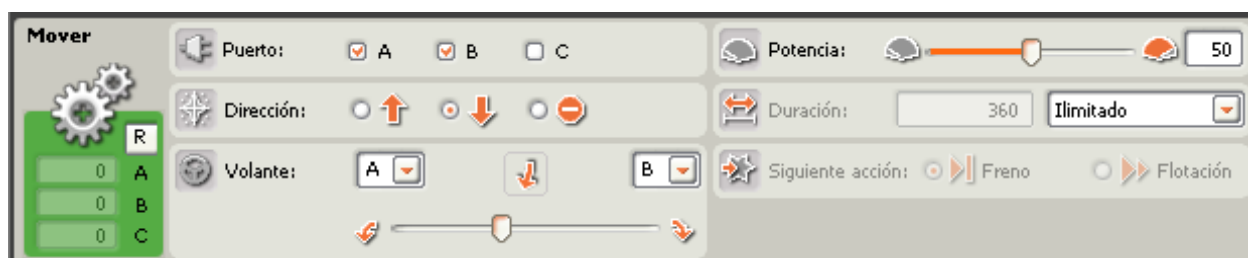 Mover
R
0 A
0 B
0 C
Puerto: A B C
Dirección:
Volante: A B
Potencia: 50
Duración: 360 Ilimitado
Siguiente acción: Freno Flotación